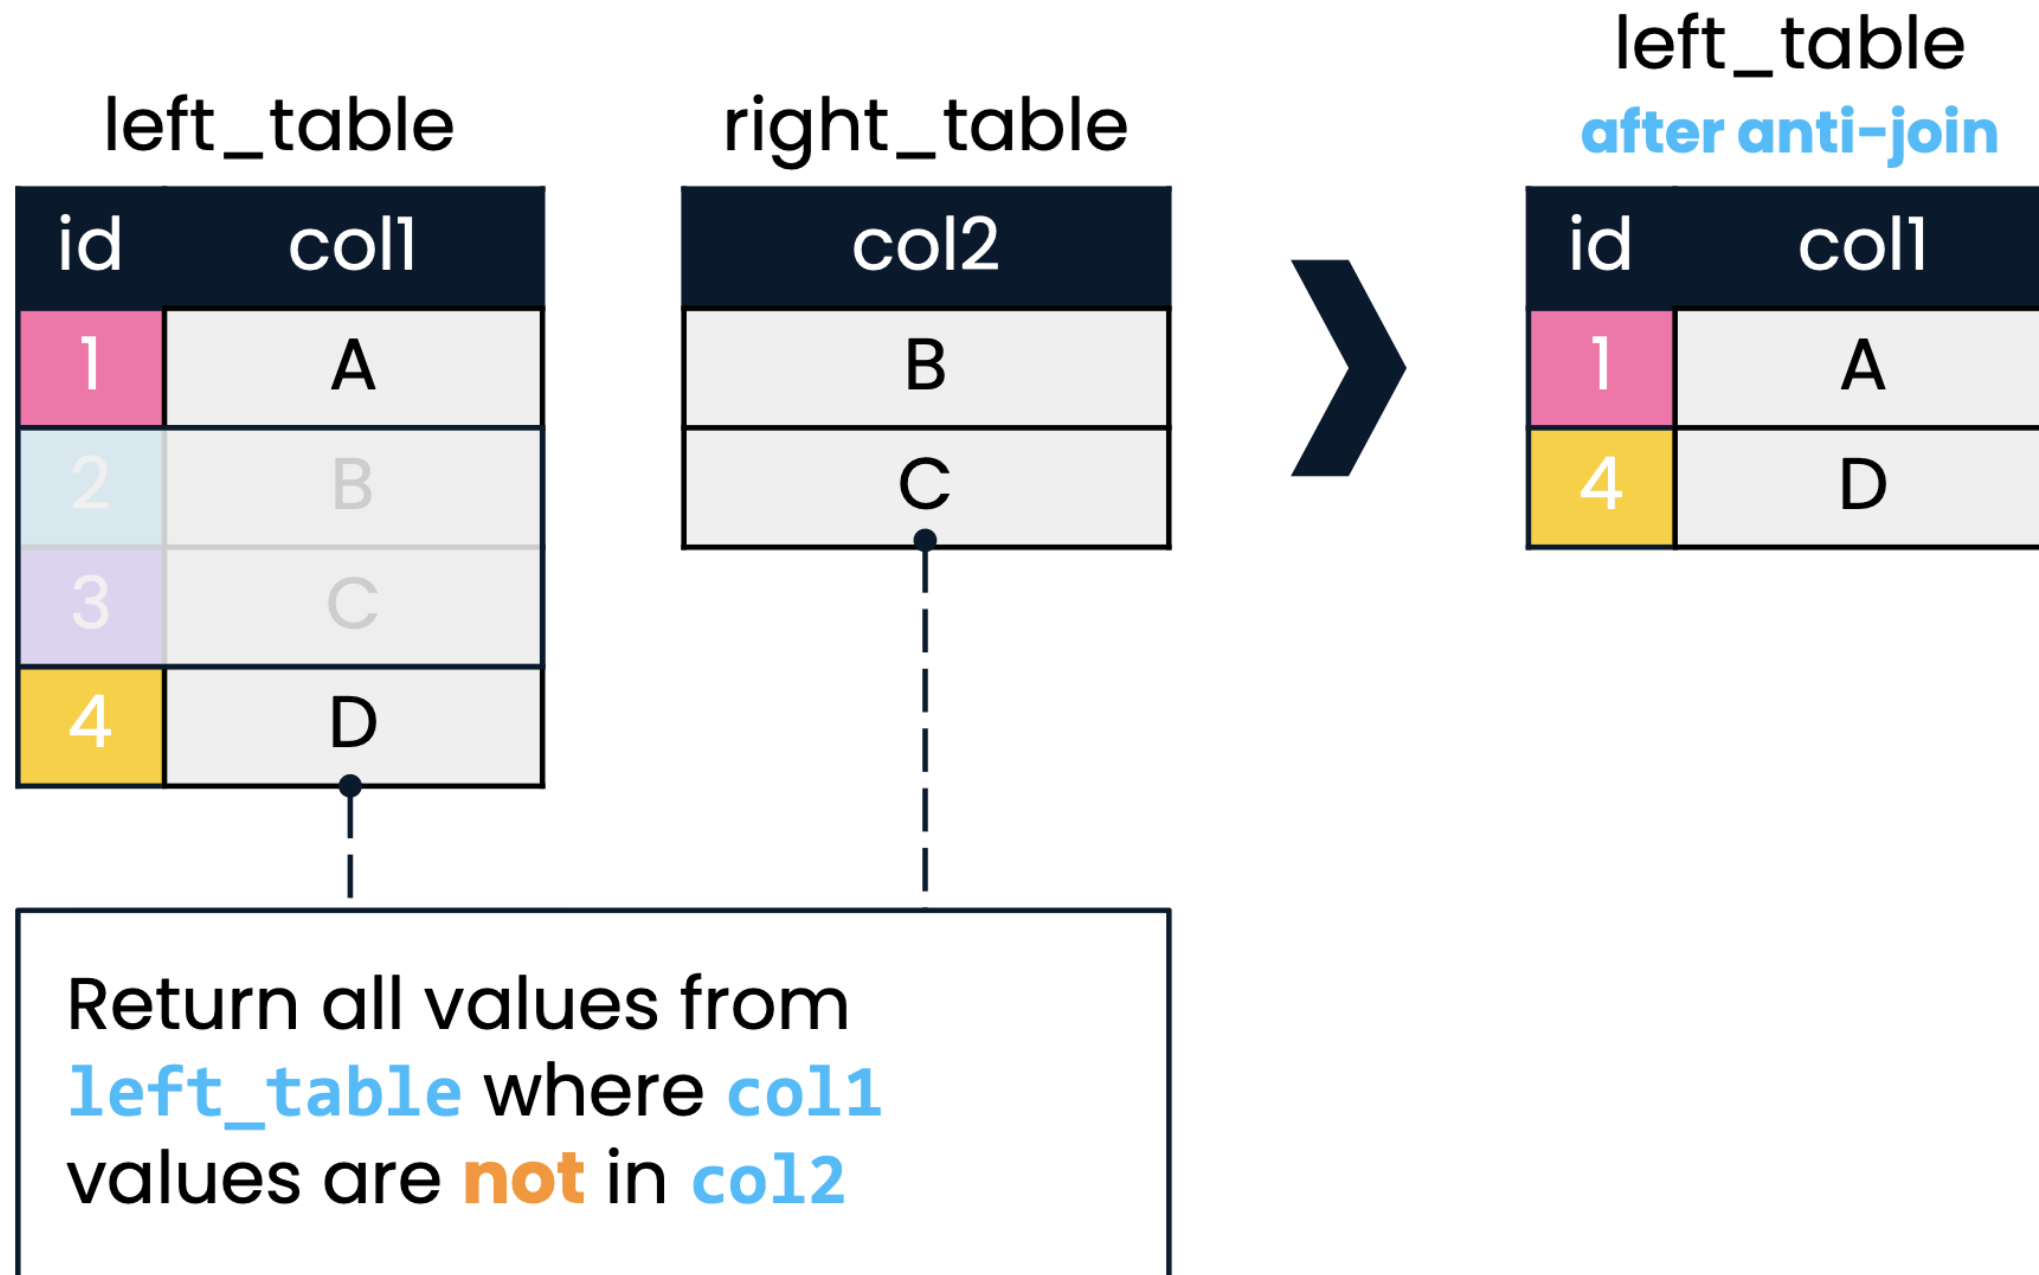 left_table
after anti-join
left_table
right_table
id col1
1 A
2 B
3 C
4 D
col2
B
C
id col1
1 A
4 D
Return all values from
left_table where col1
values are not in col2